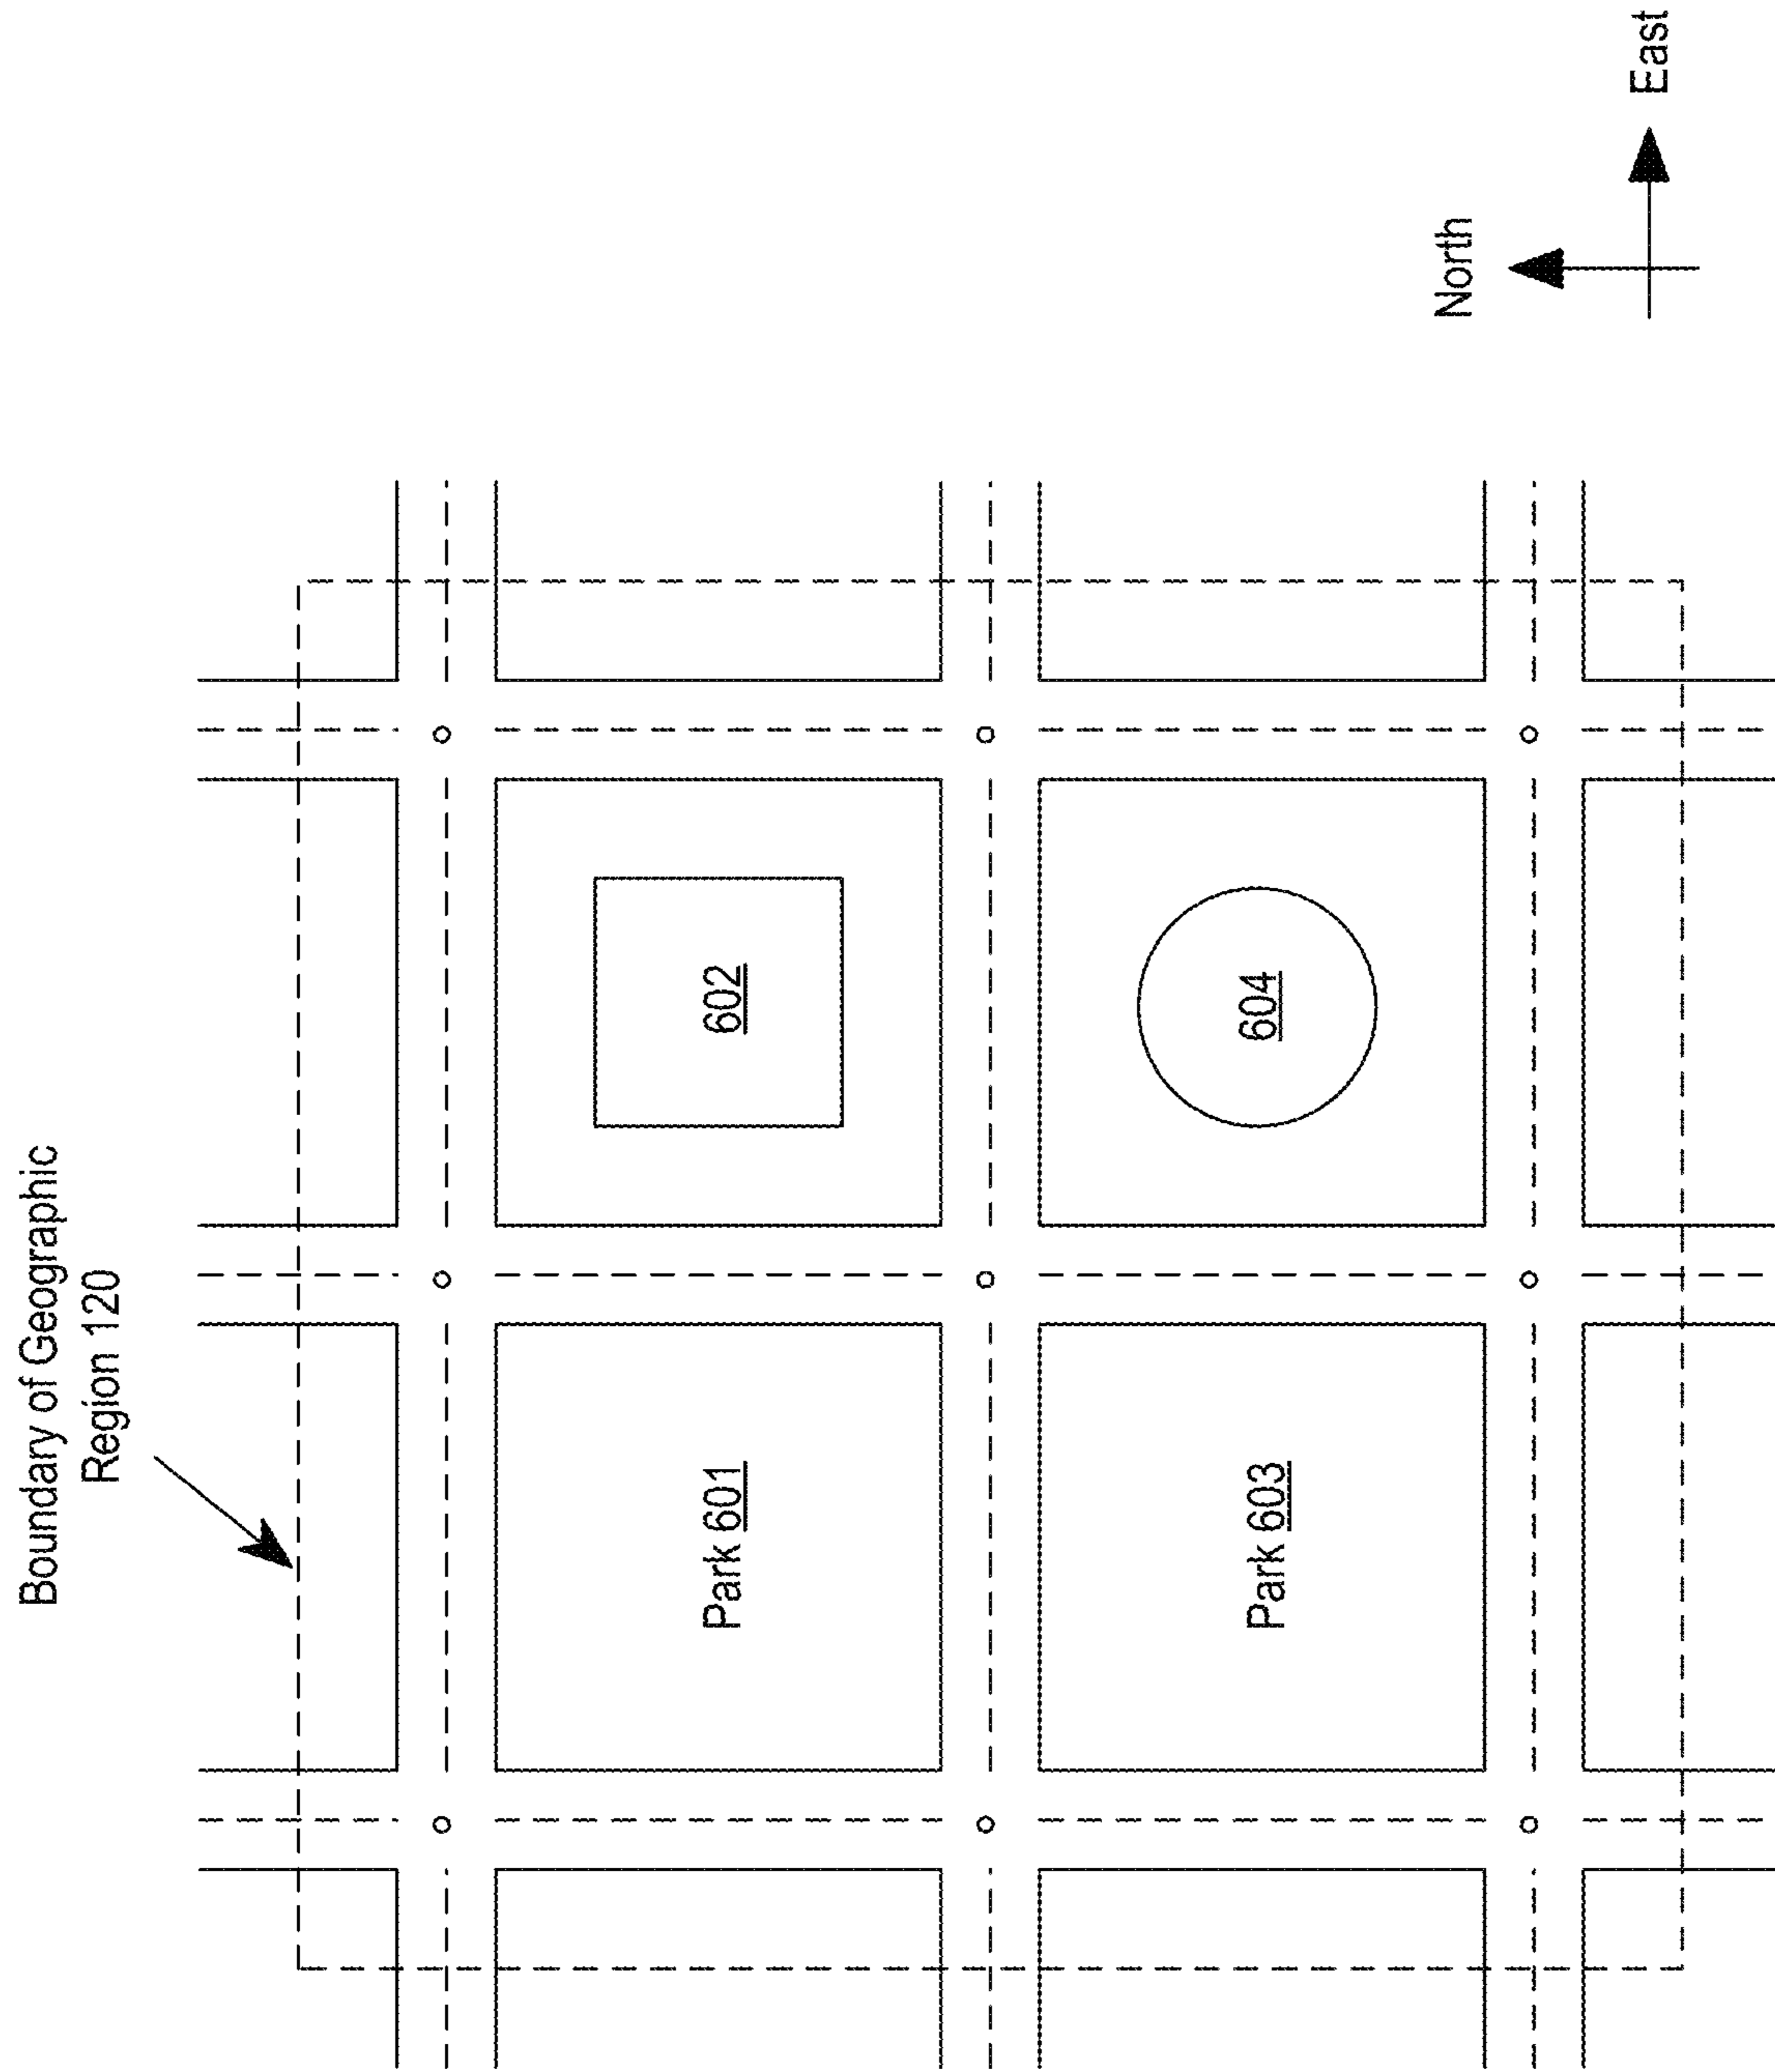 Boundary of Geographic
Region 120
Park 601
602
Park 603
604
North
East